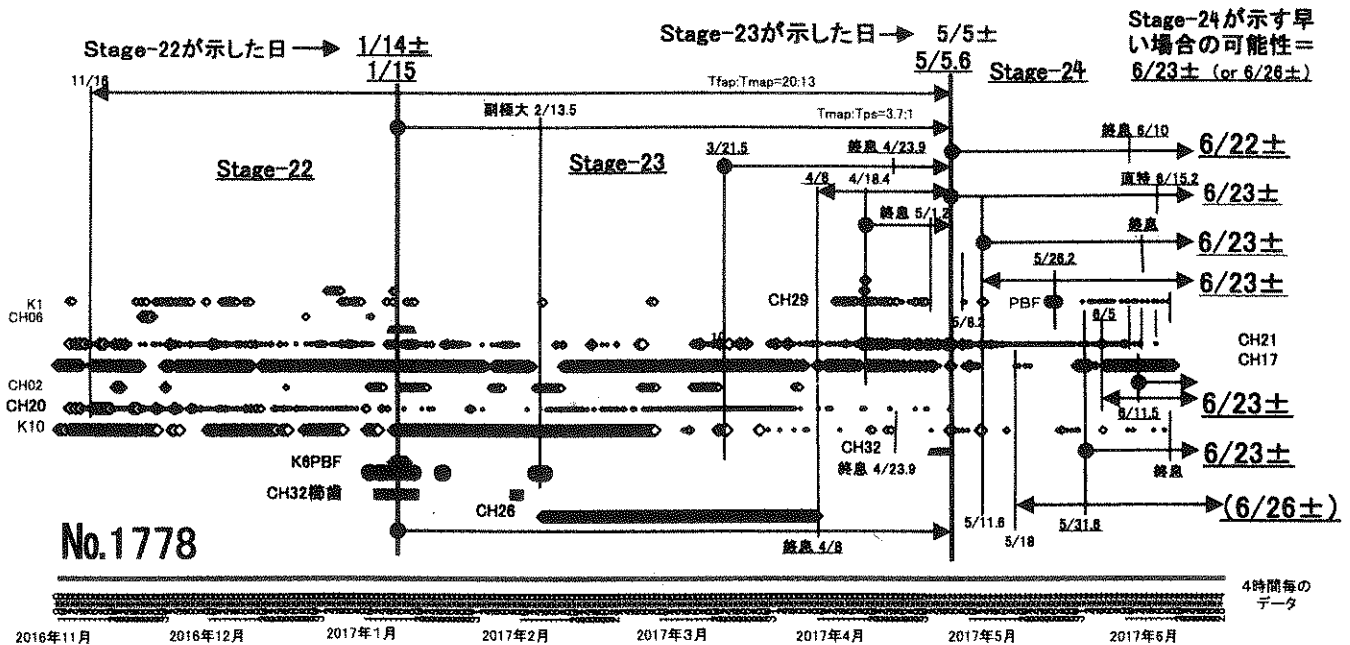 Stage-22が示した日→ 1/14±
1/15
Stage-23が示した日→ 5/5±
5/5.6
Stage-24が示す早
い場合の可能性=
6/23± (or 6/26±)
Stage-24
11/16
Tfap:Tmap=20:13
副極大 2/13.5
Tmap:Tps=3.7:1
Stage-22
Stage-23
3/21.5
終息 4/23.9
終息 6/10
6/22±
4/8
4/18.4
直特 6/15.2
6/23±
終息 5/1.2
終息
6/23±
5/26.2
6/23±
K1
CH06
CH29
5/8.2
PBF
6/5
CH21
CH17
CH02
CH20
K10
6/11.5
6/23±
CH32
終息 4/23.9
K6PBF
CH32櫛歯
CH26
6/23±
終息
(6/26±)
5/11.6
5/18
5/31.6
終息 4/8
No.1778
4時間毎の
データ
2016年11月 2016年12月 2017年1月 2017年2月 2017年3月 2017年4月 2017年5月 2017年6月